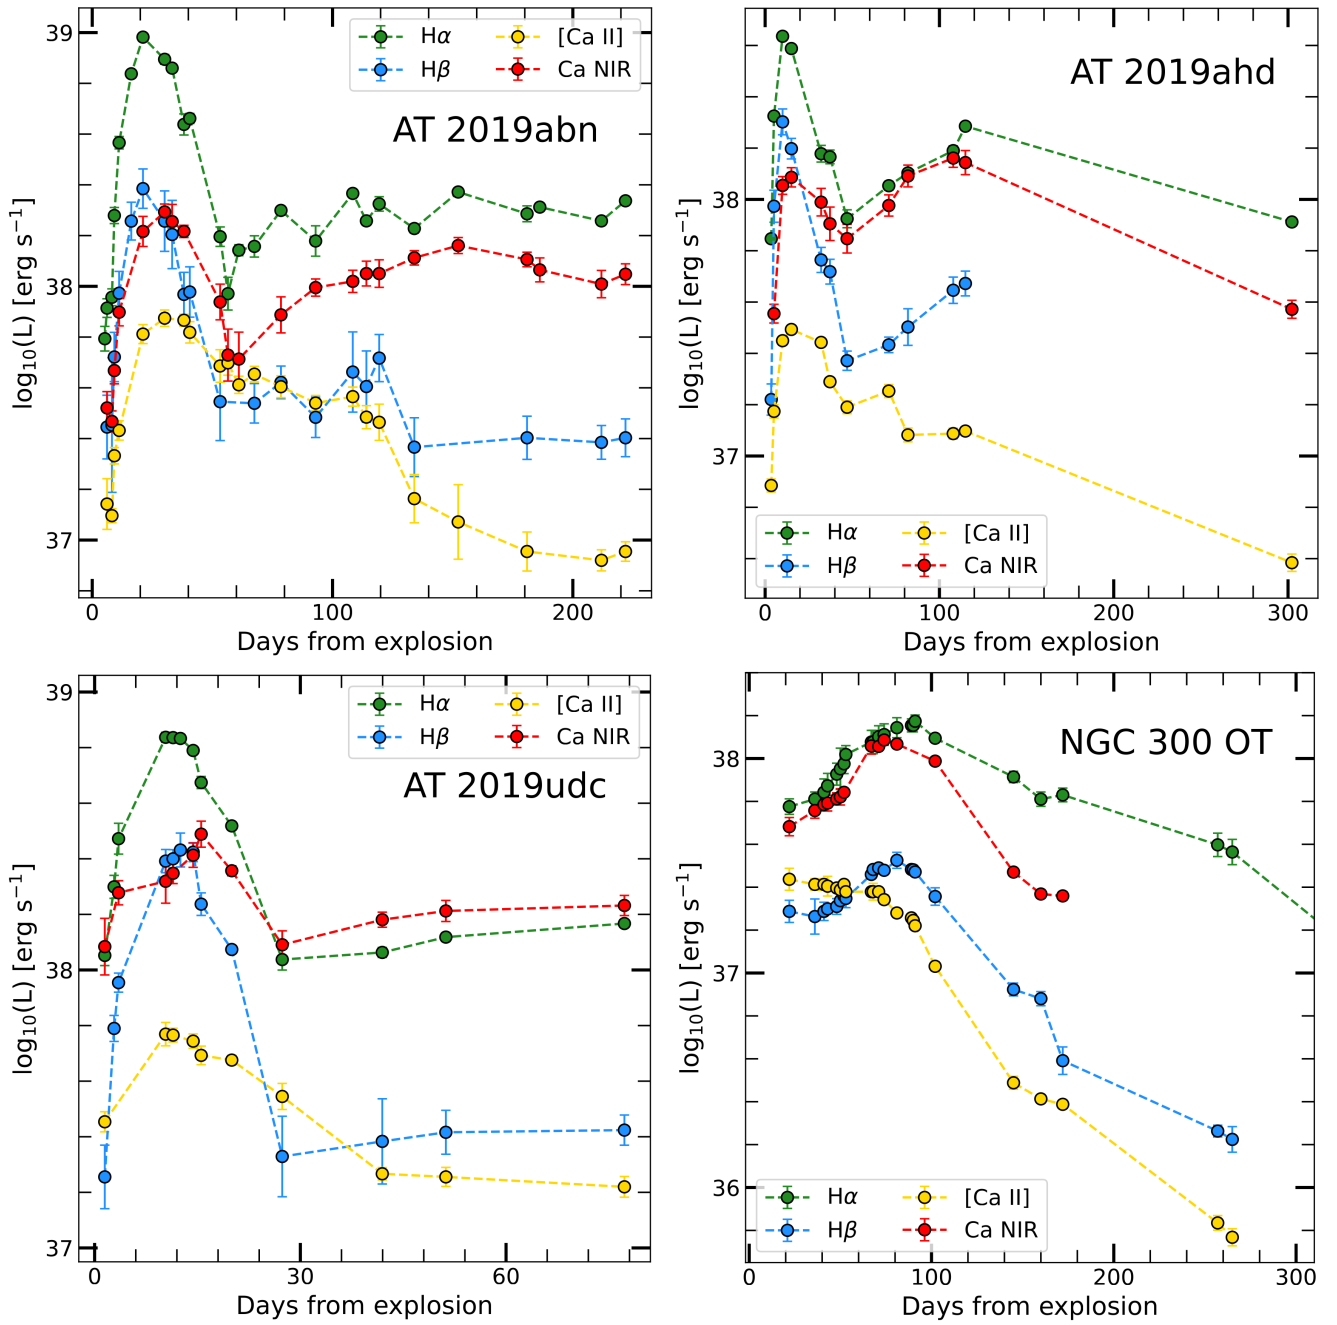 39
38
37
0
100
200
log₁₀(L) [erg s⁻¹]
Days from explosion
Hα
[Ca II]
Hβ
Ca NIR
AT 2019abn
38
37
0
100
200
300
log₁₀(L) [erg s⁻¹]
Days from explosion
AT 2019ahd
Hα
[Ca II]
Hβ
Ca NIR
39
38
37
0
30
60
log₁₀(L) [erg s⁻¹]
Days from explosion
Hα
[Ca II]
Hβ
Ca NIR
AT 2019udc
38
37
36
0
100
200
300
log₁₀(L) [erg s⁻¹]
Days from explosion
NGC 300 OT
Hα
[Ca II]
Hβ
Ca NIR